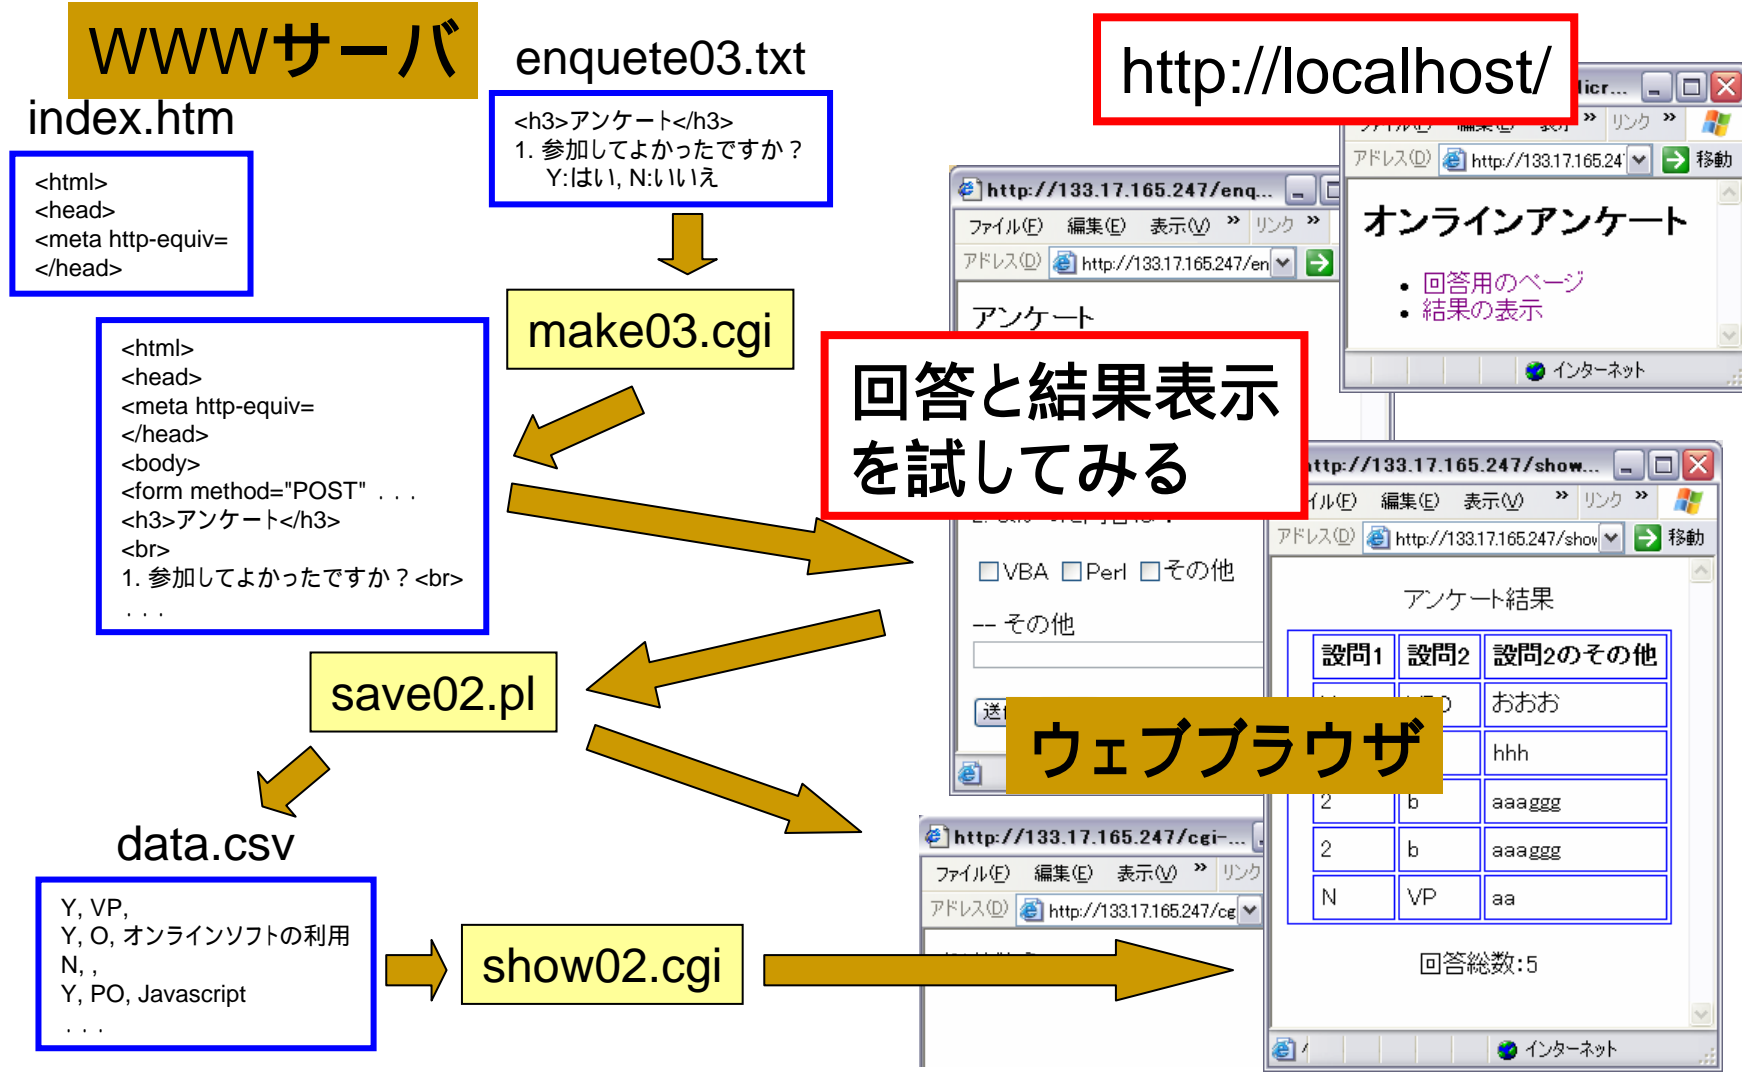 WWWサーバ
index.htm
<html>
<head>
<meta http-equiv=
</head>
enquete03.txt
<h3>アンケート</h3>
1. 参加してよかったですか？
Y:はい, N:いいえ
make03.cgi
<html>
<head>
<meta http-equiv=
</head>
<body>
<form method="POST" . . .
<h3>アンケート</h3>
<br>
1. 参加してよかったですか？<br>
. . .
save02.pl
data.csv
Y, VP,
Y, O, オンラインソフトの利用
N, ,
Y, PO, Javascript
. . .
show02.cgi
http://localhost/
リンク
アドレス(D) http://133.17.165.24 移動
オンラインアンケート
回答用のページ
結果の表示
インターネット
http://133.17.165.247/enq...
ファイル(F) 編集(E) 表示(V) » リンク »
アドレス(D) http://133.17.165.247/en
アンケート
回答と結果表示
を試してみる
VBA Perl その他
-- その他
ウェブブラウザ
http://133.17.165.247/cgi-...
ファイル(F) 編集(E) 表示(V) » リンク
アドレス(D) http://133.17.165.247/cg
ttp://133.17.165.247/show...
編集(E) 表示(V) » リンク »
アドレス(D) http://133.17.165.247/show 移動
アンケート結果
設問1 設問2 設問2のその他
おおお
hhh
2 b aaaggg
2 b aaaggg
N VP aa
回答総数:5
インターネット